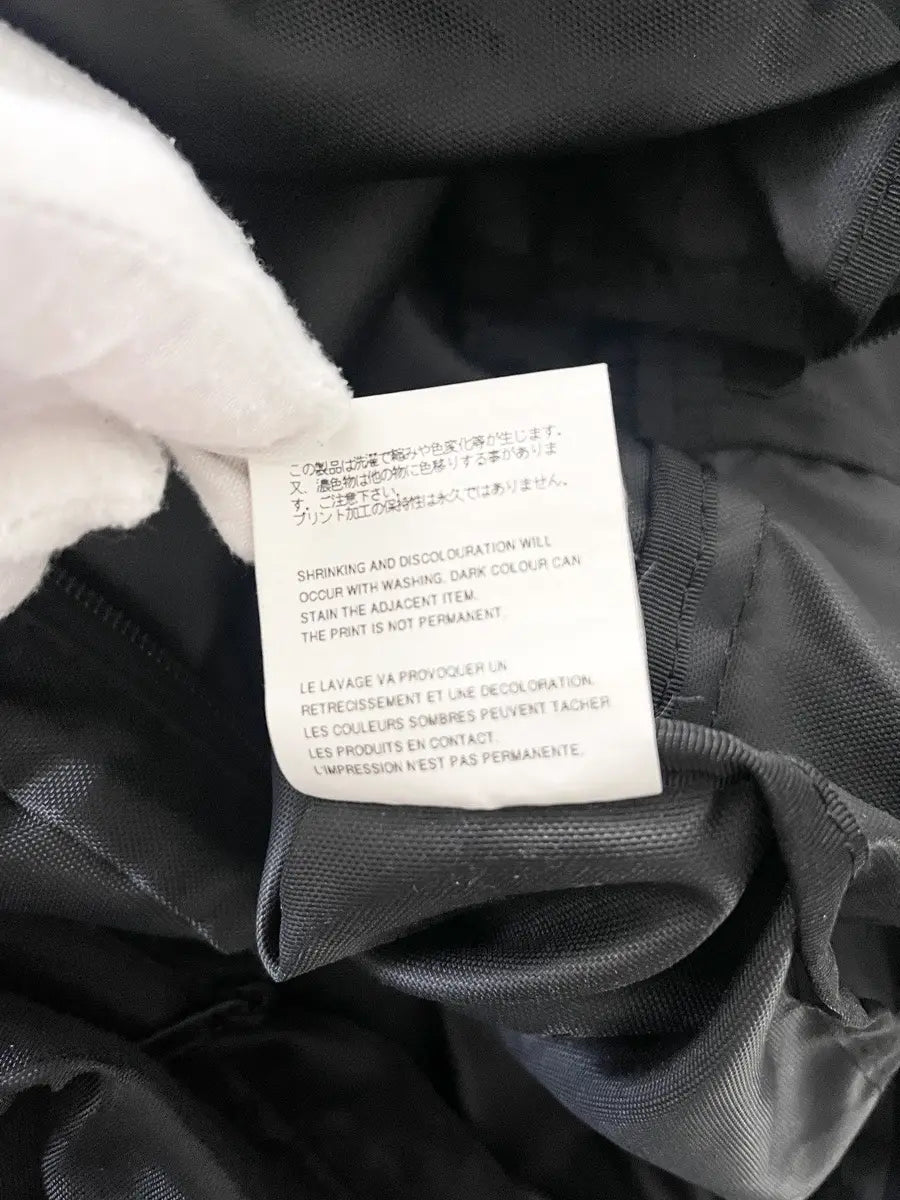 この製品は洗濯で縮みや色変化等が生じます。
又、濃色物は他の物に色移りする事がありま
す。ご注意下さい。
プリント加工の保持性は永久ではありません。
SHRINKING AND DISCOLOURATION WILL
OCCUR WITH WASHING. DARK COLOUR CAN
STAIN THE ADJACENT ITEM.
THE PRINT IS NOT PERMANENT.
LE LAVAGE VA PROVOQUER UN
RETRECISSEMENT ET UNE DECOLORATION.
LES COULEURS SOMBRES PEUVENT TACHER
LES PRODUITS EN CONTACT.
L'IMPRESSION N'EST PAS PERMANENTE.